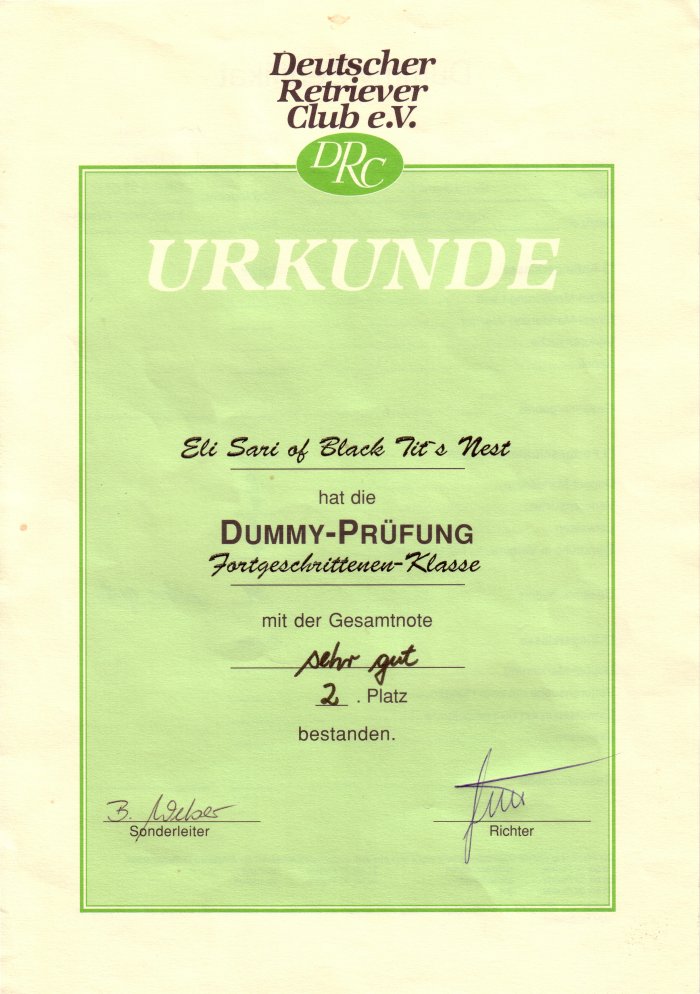 Deutscher
Retriever
Club e.V.
DRC
URKUNDE
Eli Sari of Black Tit`s Nest
hat die
DUMMY-PRÜFUNG
Fortgeschrittenen-Klasse
mit der Gesamtnote
sehr gut
2 . Platz
bestanden.
B. Weber
Sonderleiter
Richter